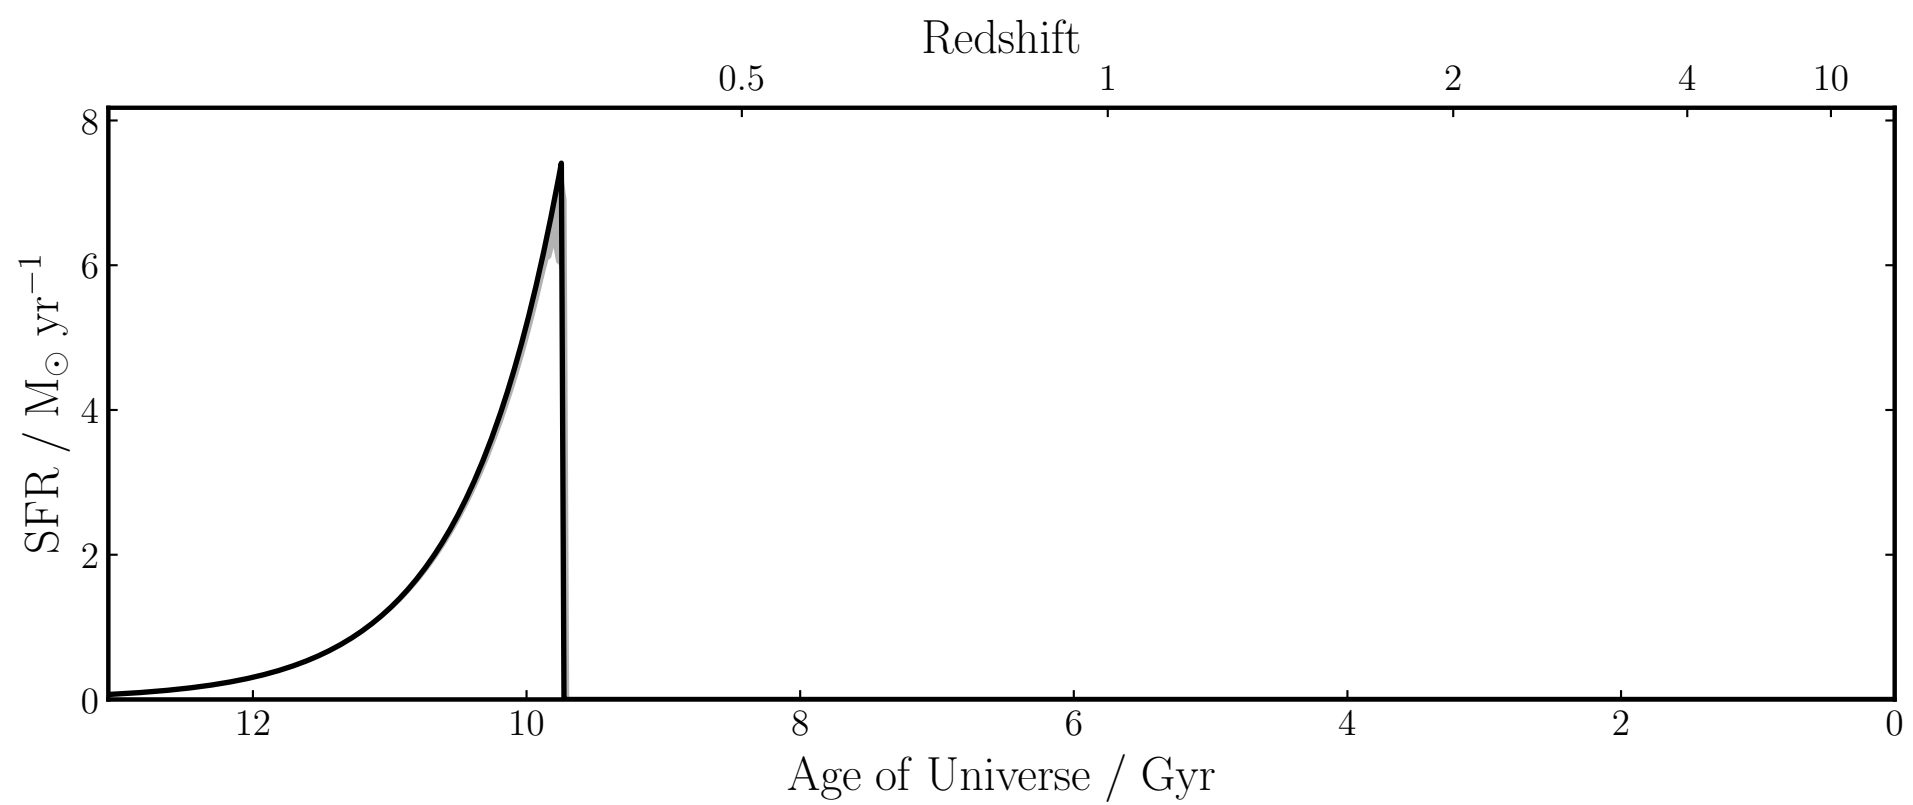 Redshift
0.5 1 2 4 10
8
6
4
2
0
SFR / M⊙ yr⁻¹
12 10 8 6 4 2 0
Age of Universe / Gyr